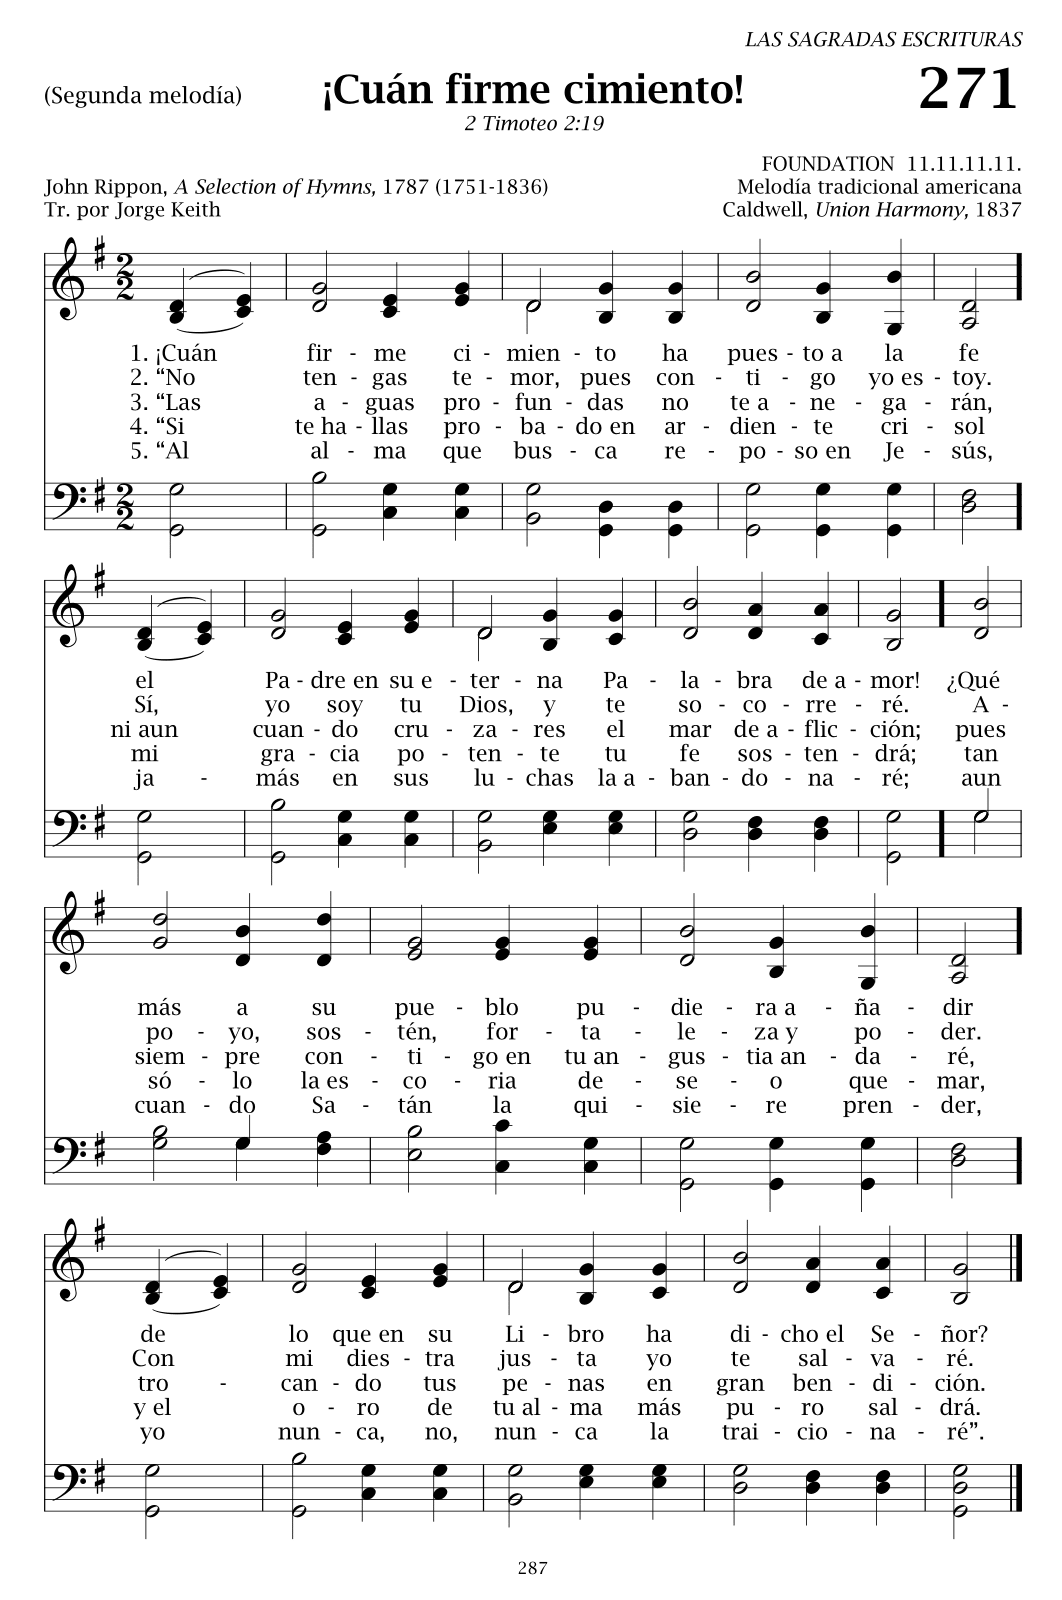 LAS SAGRADAS ESCRITURAS
(Segunda melodía) ¡Cuán firme cimiento! 271
2 Timoteo 2:19
FOUNDATION 11.11.11.11.
John Rippon, A Selection of Hymns, 1787 (1751-1836) Melodía tradicional americana
Tr. por Jorge Keith Caldwell, Union Harmony, 1837
1. ¡Cuán fir - me ci - mien - to ha pues - to a la fe
2. “No ten - gas te - mor, pues con - ti - go yo es - toy.
3. “Las a - guas pro - fun - das no te a - ne - ga - rán,
4. “Si te ha - llas pro - ba - do en ar - dien - te cri - sol
5. “Al al - ma que bus - ca re - po - so en Je - sús,
el Pa - dre en su e - ter - na Pa - la - bra de a - mor! ¿Qué
Sí, yo soy tu Dios, y te so - co - rre - ré. A -
ni aun cuan - do cru - za - res el mar de a - flic - ción; pues
mi gra - cia po - ten - te tu fe sos - ten - drá; tan
ja - más en sus lu - chas la a - ban - do - na - ré; aun
más a su pue - blo pu - die - ra a - ña - dir
po - yo, sos - tén, for - ta - le - za y po - der.
siem - pre con - ti - go en tu an - gus - tia an - da - ré,
só - lo la es - co - ria de - se - o que - mar,
cuan - do Sa - tán la qui - sie - re pren - der,
de lo que en su Li - bro ha di - cho el Se - ñor?
Con mi dies - tra jus - ta yo te sal - va - ré.
tro - can - do tus pe - nas en gran ben - di - ción.
y el o - ro de tu al - ma más pu - ro sal - drá.
yo nun - ca, no, nun - ca la trai - cio - na - ré”.
287